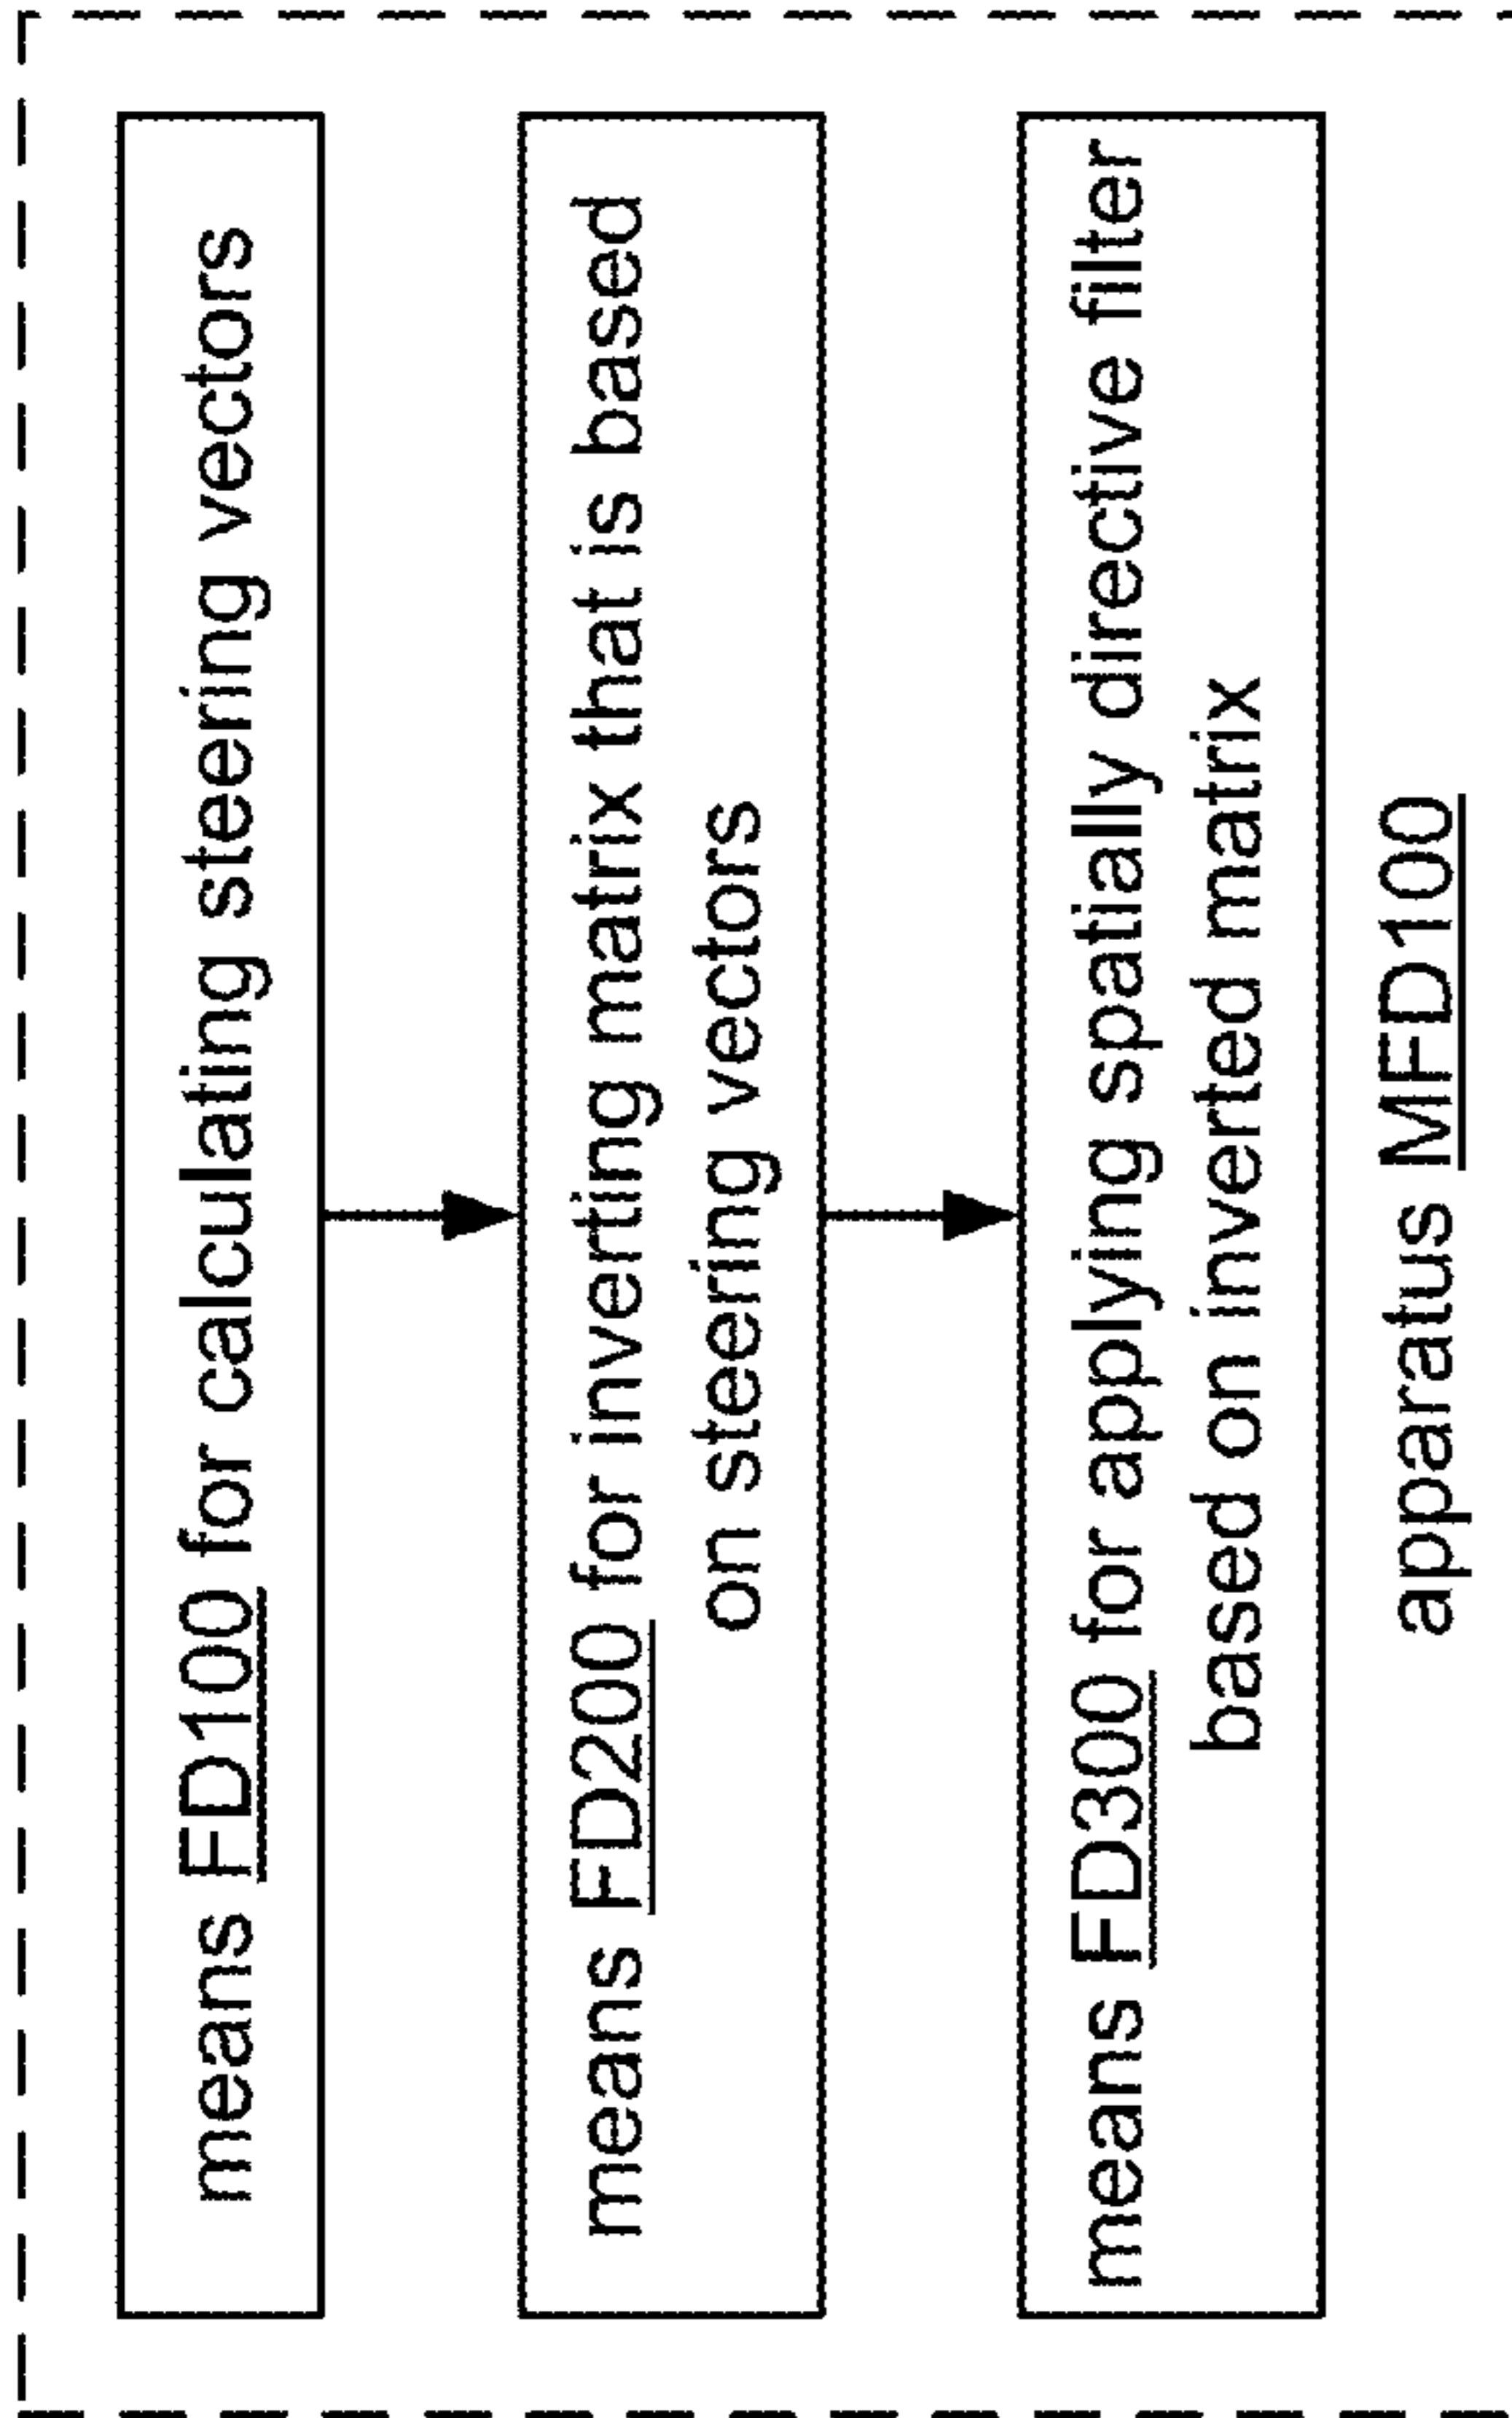 means FD100 for calculating steering vectors
means FD200 for inverting matrix that is based
on steering vectors
means FD300 for applying spatially directive filter
based on inverted matrix
apparatus MFD100